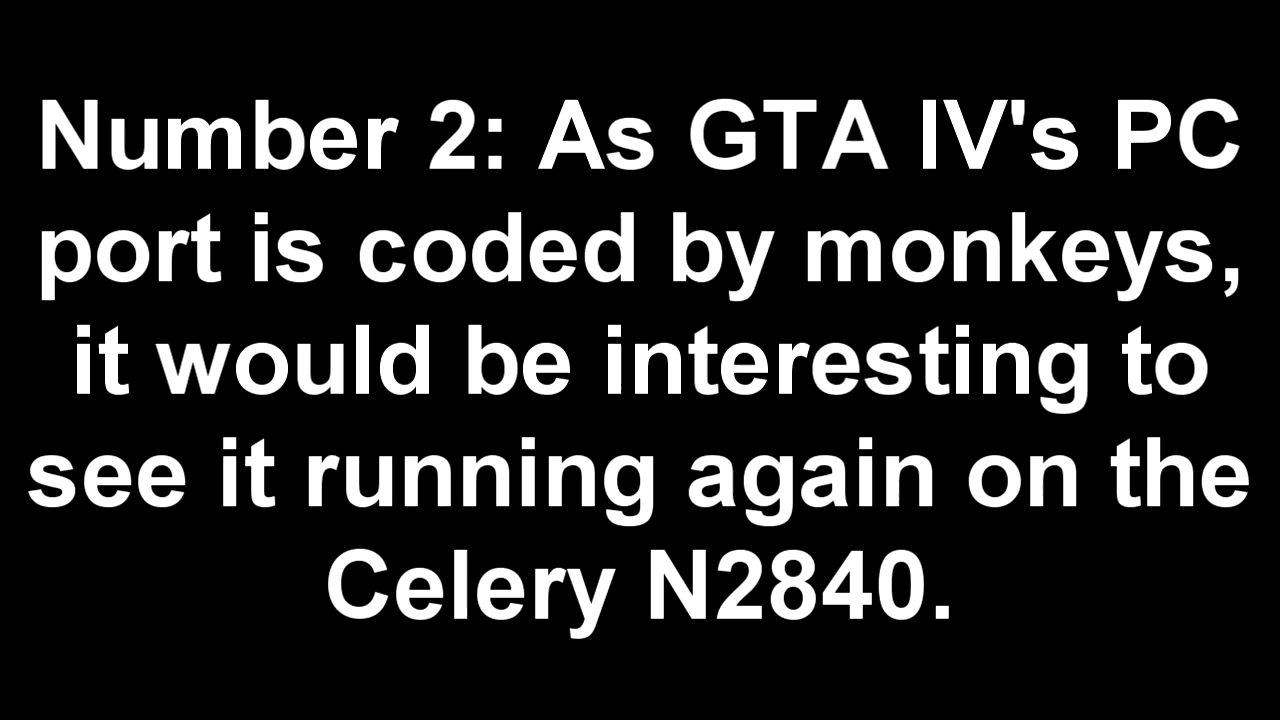 Number 2: As GTA IV's PC
port is coded by monkeys,
it would be interesting to
see it running again on the
Celery N2840.